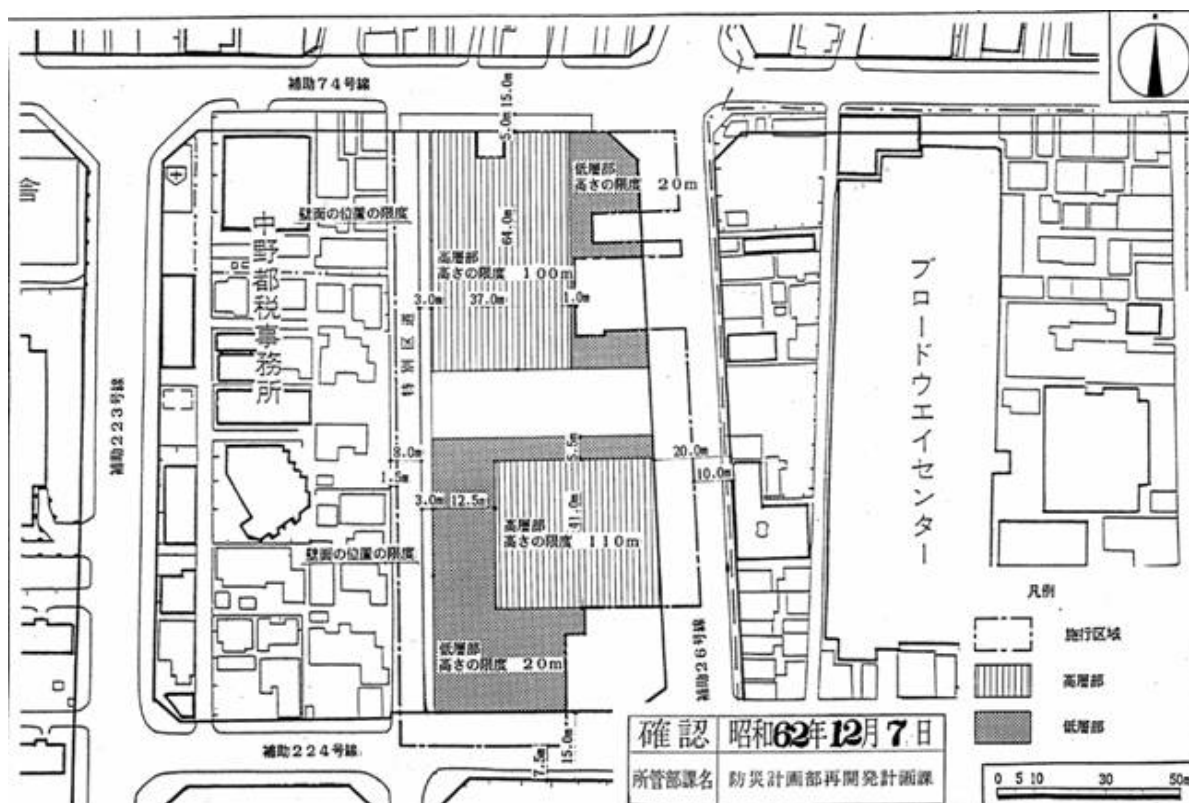 補助74号線
15.0m
5.0m
低層部
高さの限度 20m
壁面の位置の限度
中野都税事務所
64.0m
高層部
高さの限度 100m
3.0m
37.0m
1.0m
特別区道
ブロードウエイセンター
補助223号線
8.0m
5.5m
20.0m
1.5m
10.0m
3.0m
12.5m
41.0m
高層部
高さの限度 110m
壁面の位置の限度
低層部
高さの限度 20m
補助26号線
凡例
施行区域
高層部
低層部
補助224号線
7.5m
15.0m
確認 昭和62年12月7日
所管部課名 防災計画部再開発計画課
0 5 10 30 50m